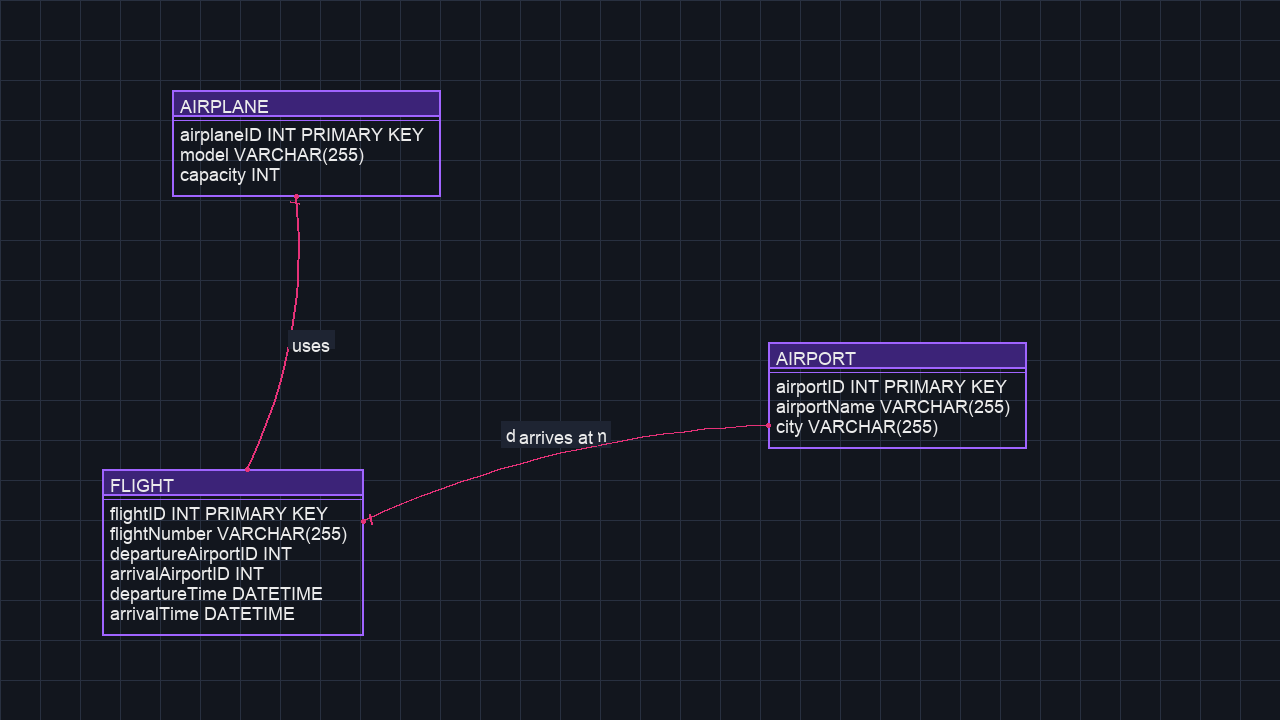 AIRPLANE
airplaneID INT PRIMARY KEY
model VARCHAR(255)
capacity INT
uses
AIRPORT
airportID INT PRIMARY KEY
airportName VARCHAR(255)
city VARCHAR(255)
arrives at
FLIGHT
flightID INT PRIMARY KEY
flightNumber VARCHAR(255)
departureAirportID INT
arrivalAirportID INT
departureTime DATETIME
arrivalTime DATETIME